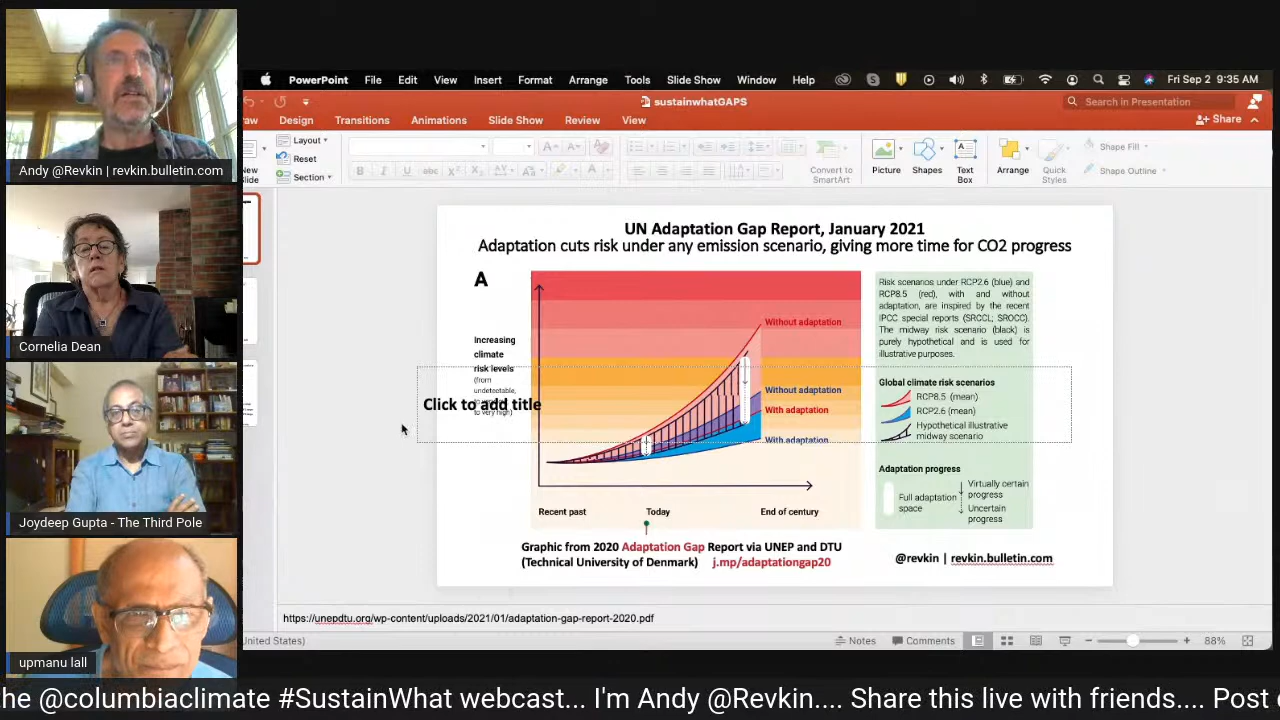 Andy @Revkin | revkin.bulletin.com
Cornelia Dean
Joydeep Gupta - The Third Pole
upmanu lall
PowerPoint File Edit View Insert Format Arrange Tools Slide Show Window Help Fri Sep 2 9:35 AM
sustainwhatGAPS
Search in Presentation
raw Design Transitions Animations Slide Show Review View
Share
New
Slide
Layout
Reset
Section
Convert to
SmartArt
Picture
Shapes
Text
Box
Arrange
Quick
Styles
Shape Fill
Shape Outline
UN Adaptation Gap Report, January 2021
Adaptation cuts risk under any emission scenario, giving more time for CO2 progress
A
Increasing
climate
risk levels
(from
undetectable,
to very high)
Click to add title
Without adaptation
Without adaptation
With adaptation
With adaptation
Recent past
Today
End of century
Risk scenarios under RCP2.6 (blue) and
RCP8.5 (red), with and without
adaptation, are inspired by the recent
IPCC special reports (SRCCL; SROCC).
The midway risk scenario (black) is
purely hypothetical and is used for
illustrative purposes.
Global climate risk scenarios
RCP8.5 (mean)
RCP2.6 (mean)
Hypothetical illustrative
midway scenario
Adaptation progress
Full adaptation
space
Virtually certain
progress
Uncertain
progress
Graphic from 2020 Adaptation Gap Report via UNEP and DTU
(Technical University of Denmark) j.mp/adaptationgap20
@revkin | revkin.bulletin.com
https://unepdtu.org/wp-content/uploads/2021/01/adaptation-gap-report-2020.pdf
United States)
Notes
Comments
88%
he @columbiaclimate #SustainWhat webcast... I'm Andy @Revkin.... Share this live with friends.... Post